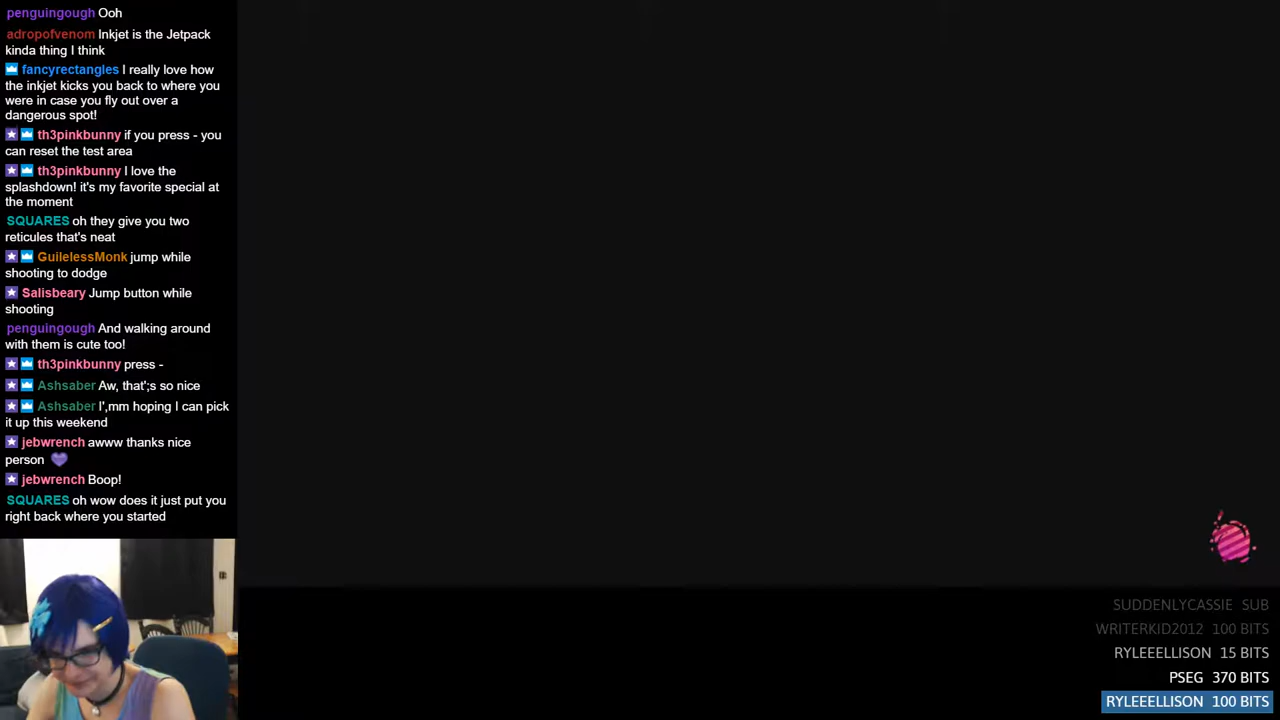 penguingough Ooh
adropofvenom Inkjet is the Jetpack
kinda thing I think
fancyrectangles I really love how
the inkjet kicks you back to where you
were in case you fly out over a
dangerous spot!
th3pinkbunny if you press - you
can reset the test area
th3pinkbunny I love the
splashdown! it's my favorite special at
the moment
SQUARES oh they give you two
reticules that's neat
GuilelessMonk jump while
shooting to dodge
Salisbeary Jump button while
shooting
penguingough And walking around
with them is cute too!
th3pinkbunny press -
Ashsaber Aw, that';s so nice
Ashsaber I',mm hoping I can pick
it up this weekend
jebwrench awww thanks nice
person
jebwrench Boop!
SQUARES oh wow does it just put you
right back where you started
SUDDENLYCASSIE SUB
WRITERKID2012 100 BITS
RYLEEELLISON 15 BITS
PSEG 370 BITS
RYLEEELLISON 100 BITS